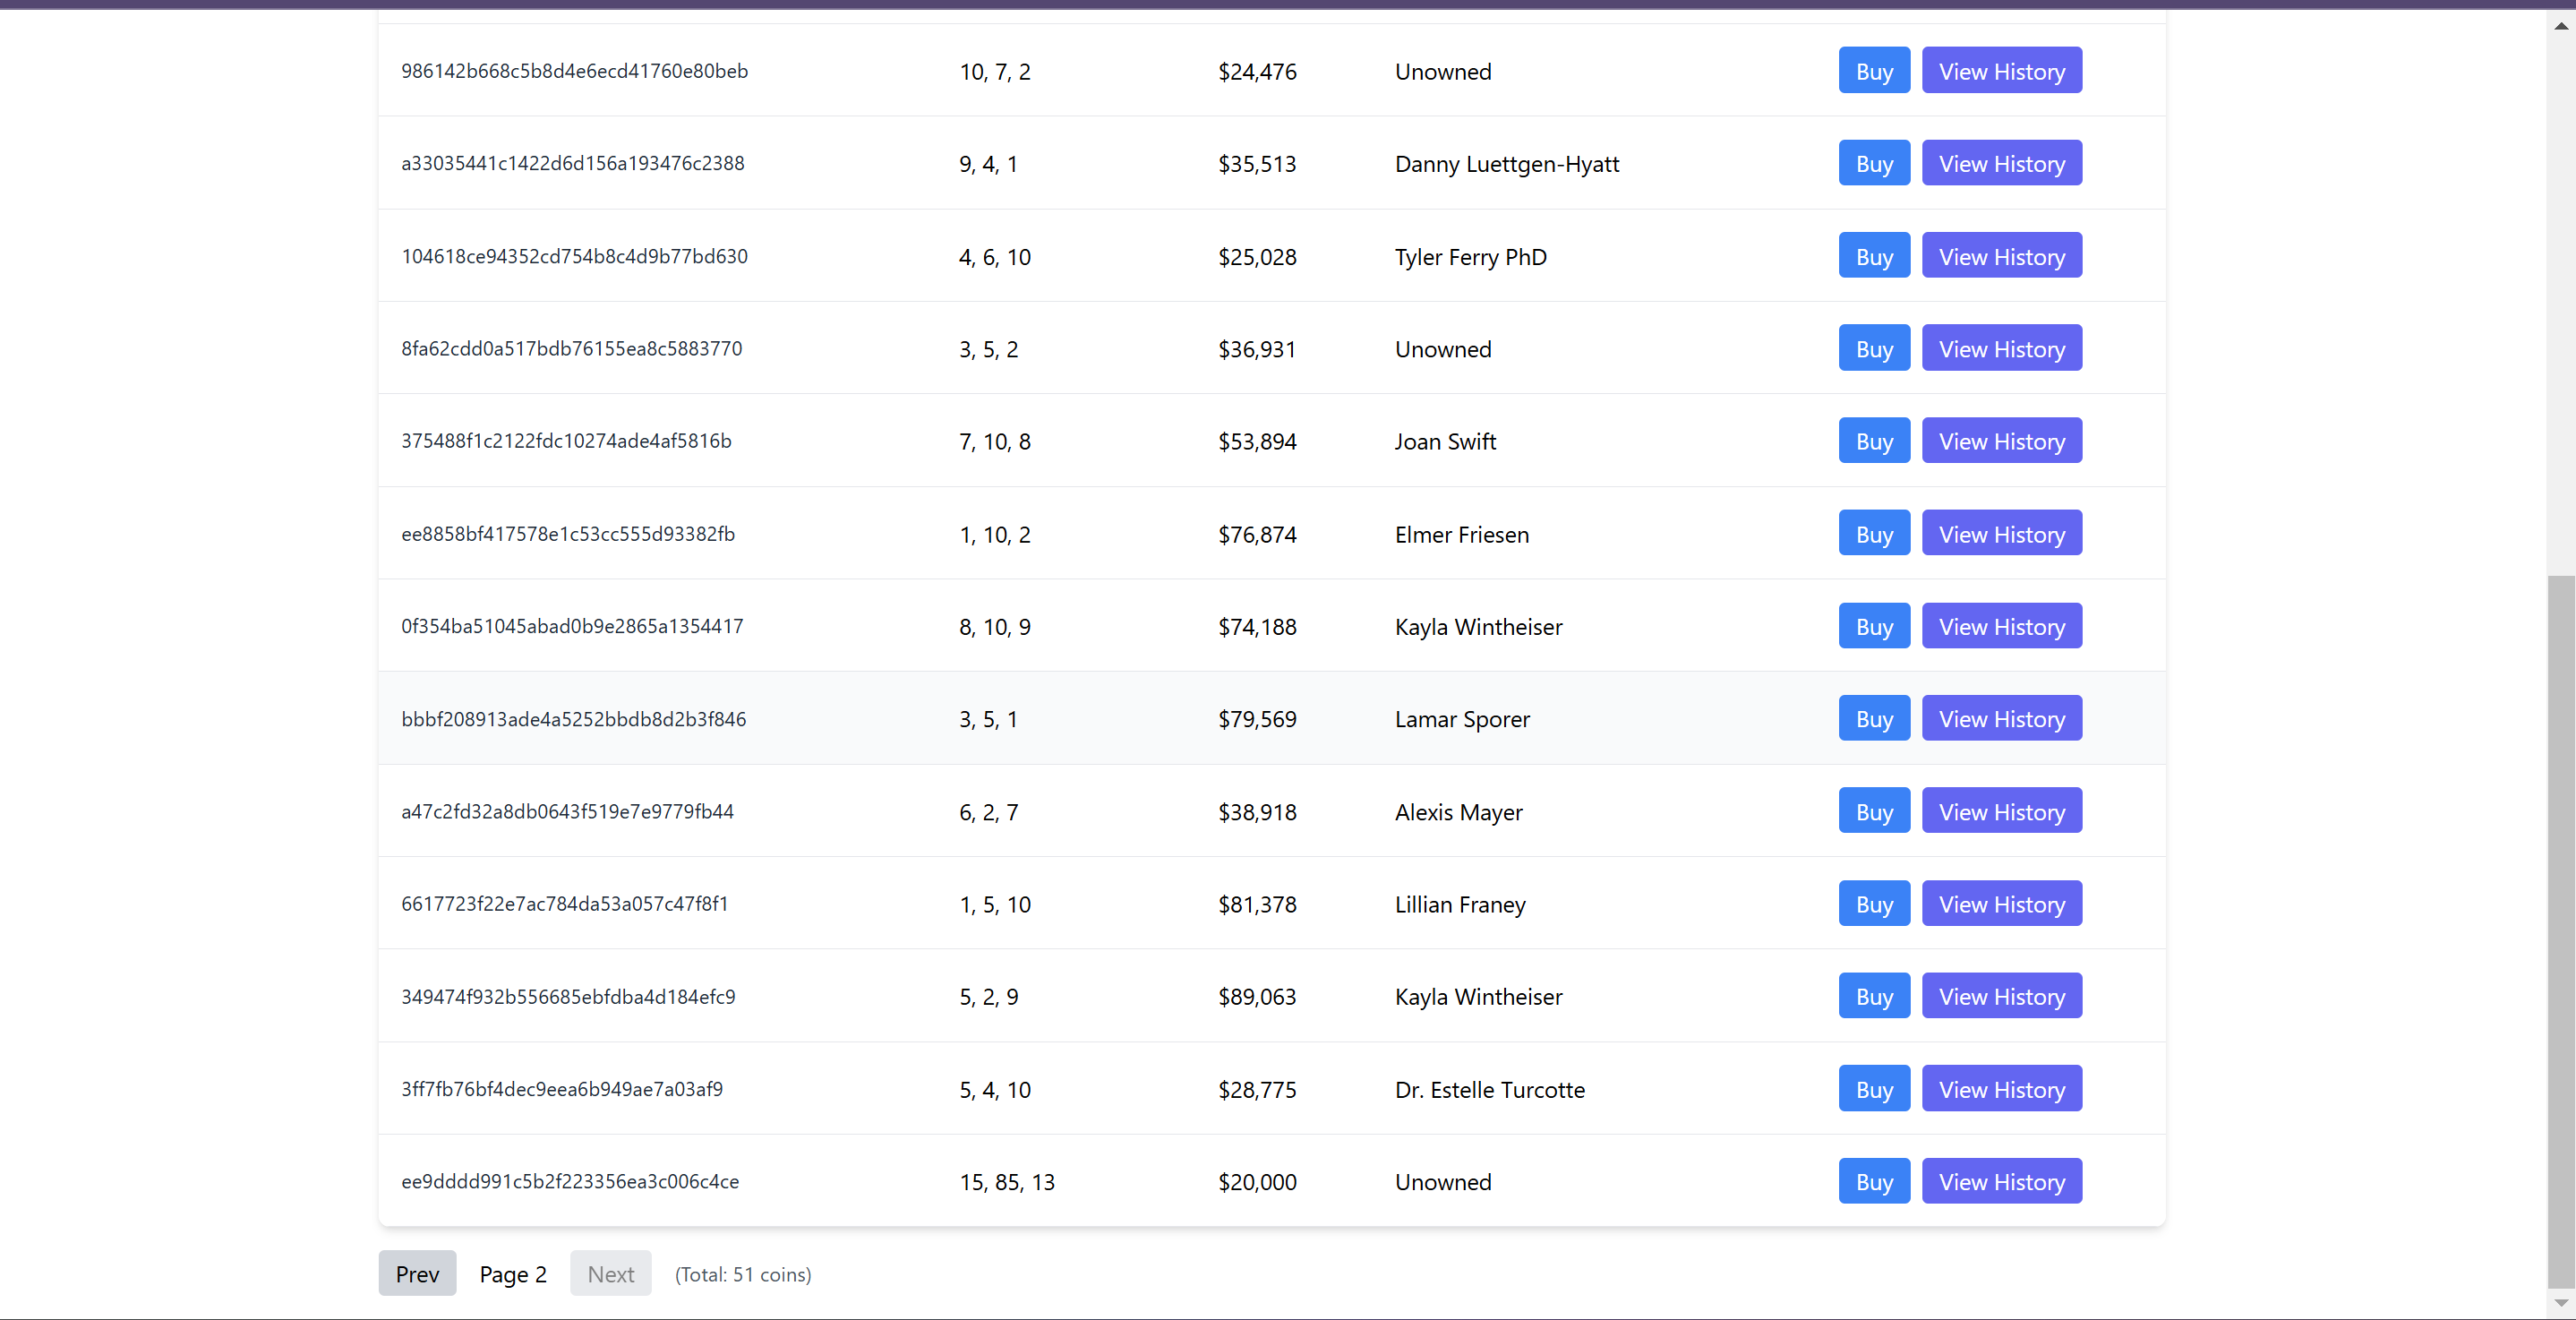 986142b668c5b8d4e6ecd41760e80beb 10, 7, 2 $24,476 Unowned Buy View History
a33035441c1422d6d156a193476c2388 9, 4, 1 $35,513 Danny Luettgen-Hyatt Buy View History
104618ce94352cd754b8c4d9b77bd630 4, 6, 10 $25,028 Tyler Ferry PhD Buy View History
8fa62cdd0a517bdb76155ea8c5883770 3, 5, 2 $36,931 Unowned Buy View History
375488f1c2122fdc10274ade4af5816b 7, 10, 8 $53,894 Joan Swift Buy View History
ee8858bf417578e1c53cc555d93382fb 1, 10, 2 $76,874 Elmer Friesen Buy View History
0f354ba51045abad0b9e2865a1354417 8, 10, 9 $74,188 Kayla Wintheiser Buy View History
bbbf208913ade4a5252bbdb8d2b3f846 3, 5, 1 $79,569 Lamar Sporer Buy View History
a47c2fd32a8db0643f519e7e9779fb44 6, 2, 7 $38,918 Alexis Mayer Buy View History
6617723f22e7ac784da53a057c47f8f1 1, 5, 10 $81,378 Lillian Franey Buy View History
349474f932b556685ebfdba4d184efc9 5, 2, 9 $89,063 Kayla Wintheiser Buy View History
3ff7fb76bf4dec9eea6b949ae7a03af9 5, 4, 10 $28,775 Dr. Estelle Turcotte Buy View History
ee9dddd991c5b2f223356ea3c006c4ce 15, 85, 13 $20,000 Unowned Buy View History
Prev Page 2 Next (Total: 51 coins)